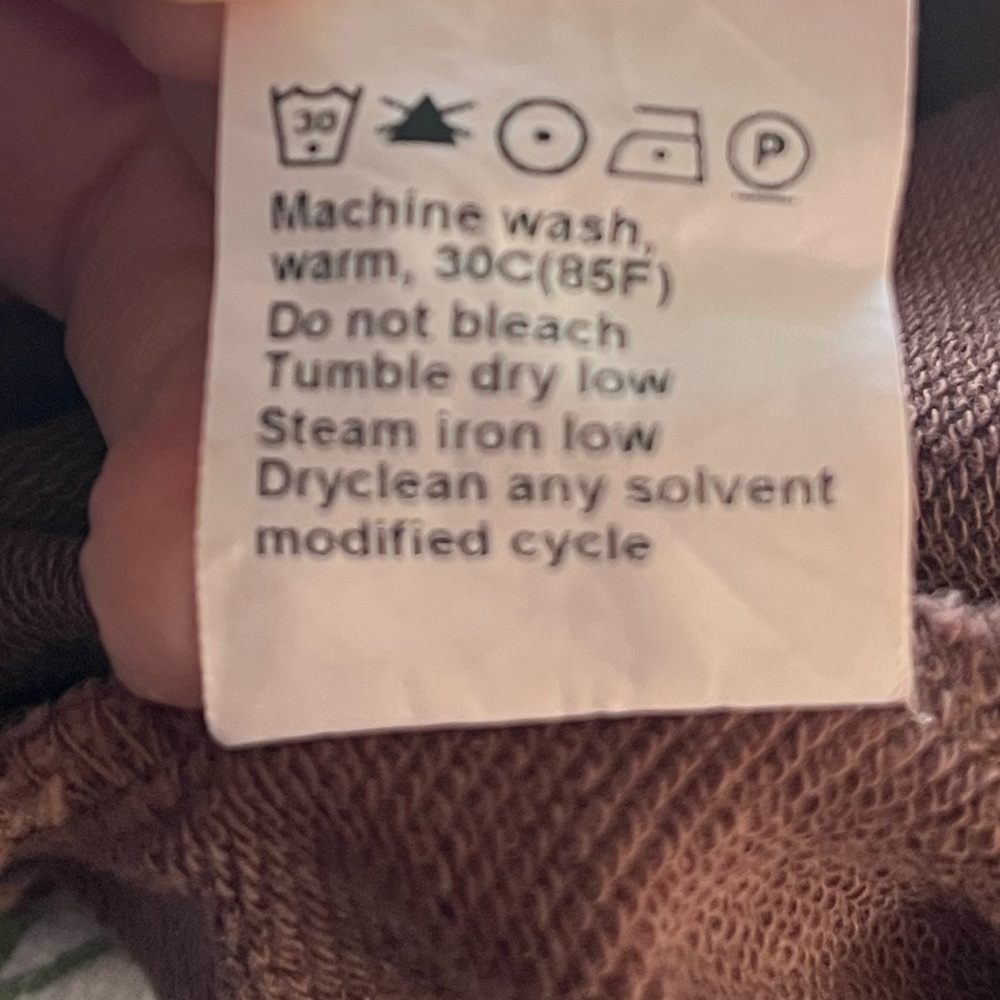 30
P
Machine wash,
warm, 30C(85F)
Do not bleach
Tumble dry low
Steam iron low
Dryclean any solvent
modified cycle